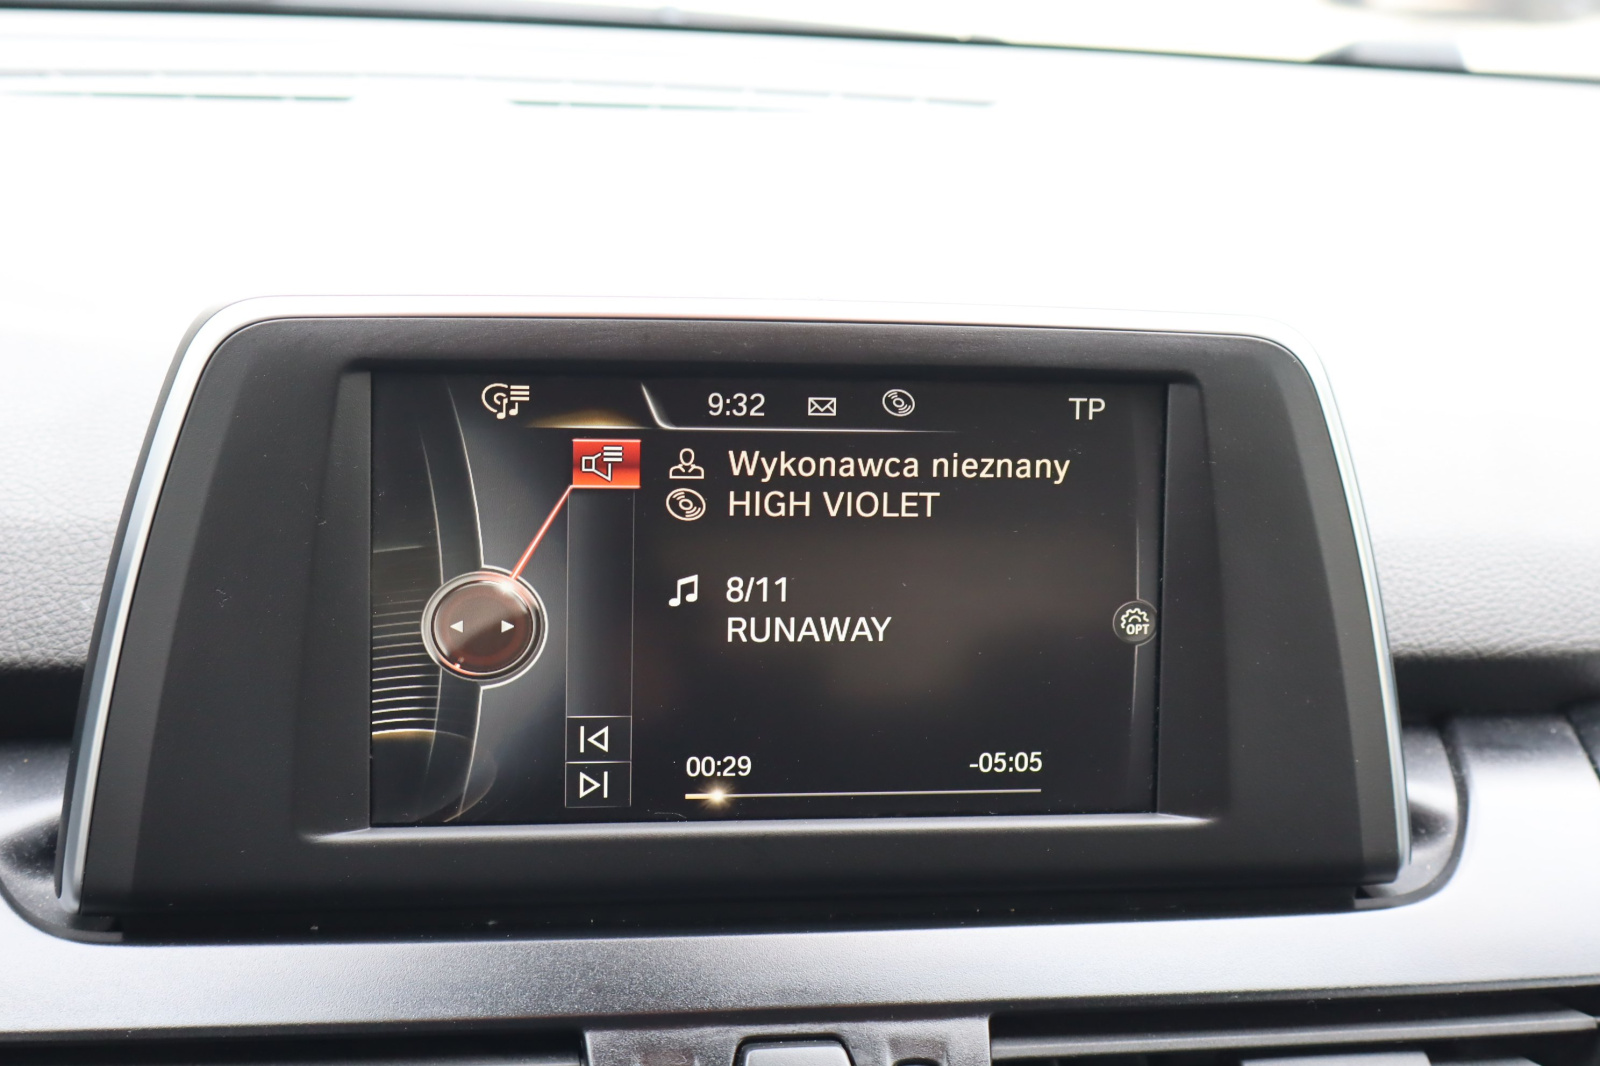 9:32
TP
Wykonawca nieznany
HIGH VIOLET
8/11
RUNAWAY
OPT
00:29 -05:05